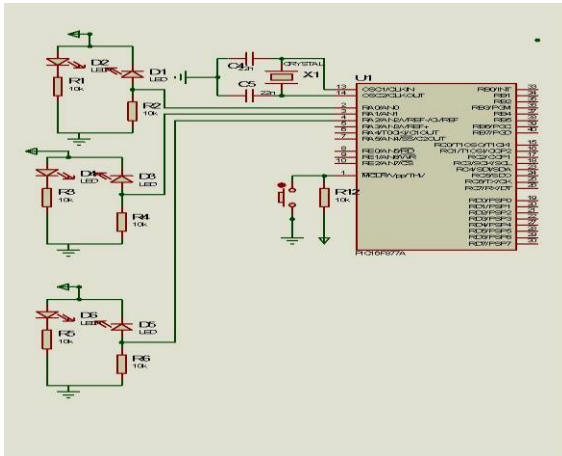 D2
LED
R1
10k
D1
LED
R2
10k
C4
22n
CRYSTAL
X1
C5
22n
D4
LED
R3
10k
D3
LED
R4
10k
D6
LED
R5
10k
D5
LED
R6
10k
R12
10k
U1
13
OSC1/CLKIN
14
OSC2/CLKOUT
2
RA0/AN0
3
RA1/AN1
4
RA2/AN2/VREF-/CVREF
5
RA3/AN3/VREF+
6
RA4/T0CKI/C1OUT
7
RA5/AN4/SS/C2OUT
8
RE0/AN5/RD
9
RE1/AN6/WR
10
RE2/AN7/CS
1
MCLR/Vpp/THV
RB0/INT
33
RB1
34
RB2
35
RB3/PGM
36
RB4
37
RB5
38
RB6/PGC
39
RB7/PGD
40
RC0/T1OSO/T1CKI
15
RC1/T1OSI/CCP2
16
RC2/CCP1
17
RC3/SCK/SCL
18
RC4/SDI/SDA
23
RC5/SDO
24
RC6/TX/CK
25
RC7/RX/DT
26
RD0/PSP0
19
RD1/PSP1
20
RD2/PSP2
21
RD3/PSP3
22
RD4/PSP4
27
RD5/PSP5
28
RD6/PSP6
29
RD7/PSP7
30
PIC16F877A